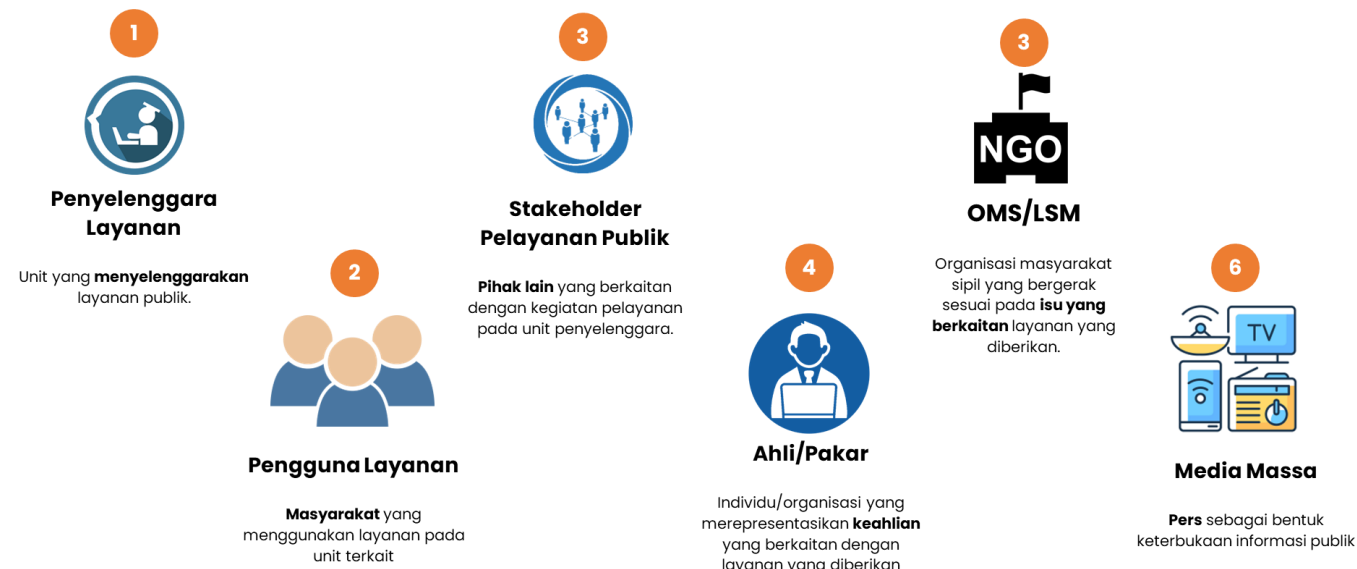 1
Penyelenggara
Layanan
Unit yang menyelenggarakan
layanan publik.
2
Pengguna Layanan
Masyarakat yang
menggunakan layanan pada
unit terkait
3
Stakeholder
Pelayanan Publik
Pihak lain yang berkaitan
dengan kegiatan pelayanan
pada unit penyelenggara.
4
Ahli/Pakar
Individu/organisasi yang
merepresentasikan keahlian
yang berkaitan dengan
layanan yang diberikan
3
NGO
OMS/LSM
Organisasi masyarakat
sipil yang bergerak
sesuai pada isu yang
berkaitan layanan yang
diberikan.
6
TV
Media Massa
Pers sebagai bentuk
keterbukaan informasi publik